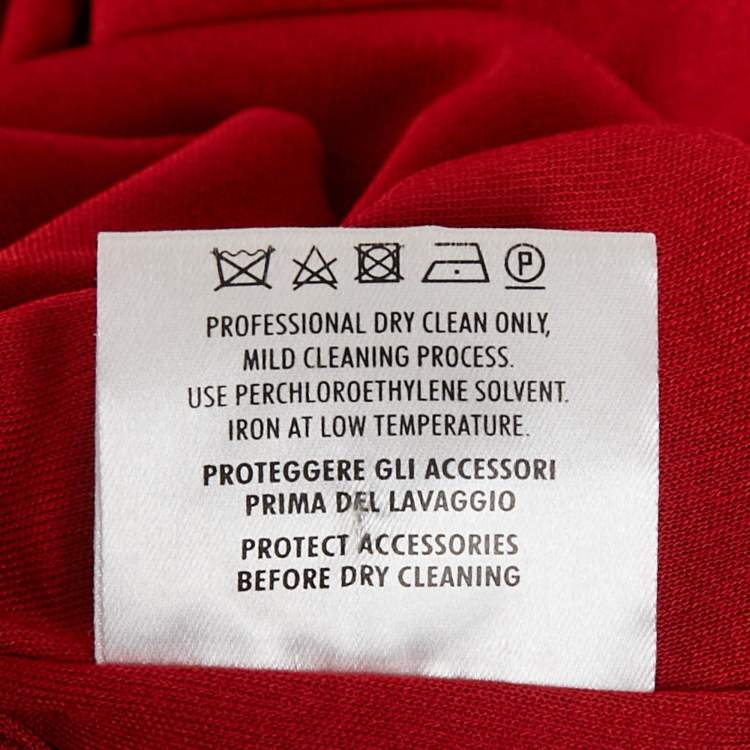 P
PROFESSIONAL DRY CLEAN ONLY,
MILD CLEANING PROCESS.
USE PERCHLOROETHYLENE SOLVENT.
IRON AT LOW TEMPERATURE.
PROTEGGERE GLI ACCESSORI
PRIMA DEL LAVAGGIO
PROTECT ACCESSORIES
BEFORE DRY CLEANING